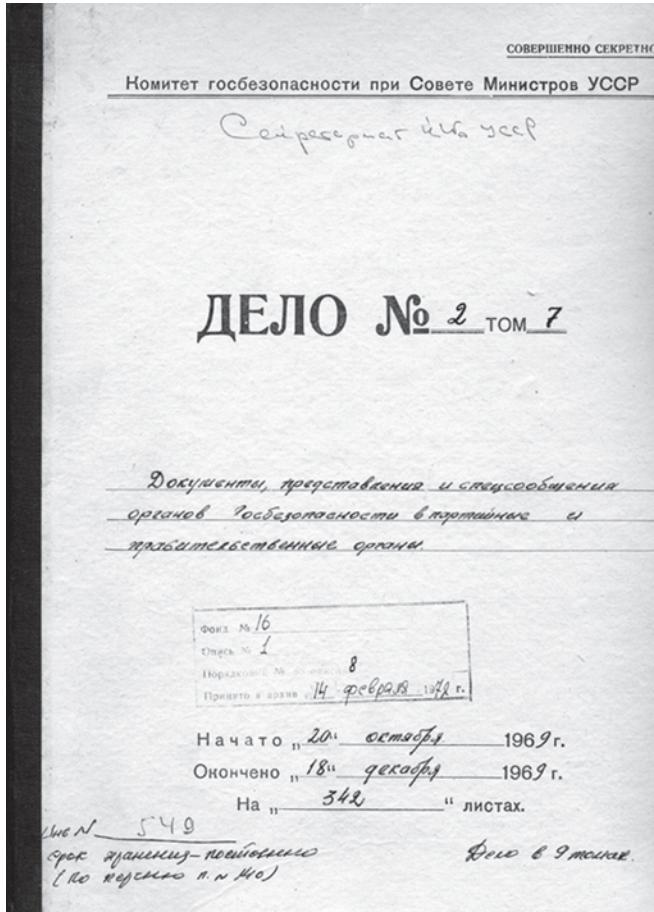 СОВЕРШЕННО СЕКРЕТНО
Комитет госбезопасности при Совете Министров УССР
Секретариат КГБ УССР
ДЕЛО № 2 ТОМ 7
Документы, представления и спецсообщения
органов Госбезопасности в партийные и
правительственные органы.
Фонд № 16
Опись № 1
Порядковый № 8
Принято в архив „14 февраля 1972 г.
Начато „20“ октября 1969 г.
Окончено „18“ декабря 1969 г.
На „ 342 “ листах.
Инв N 549
срок хранения-постоянно
(по перечню п. N 140)
Дело в 9 томах.